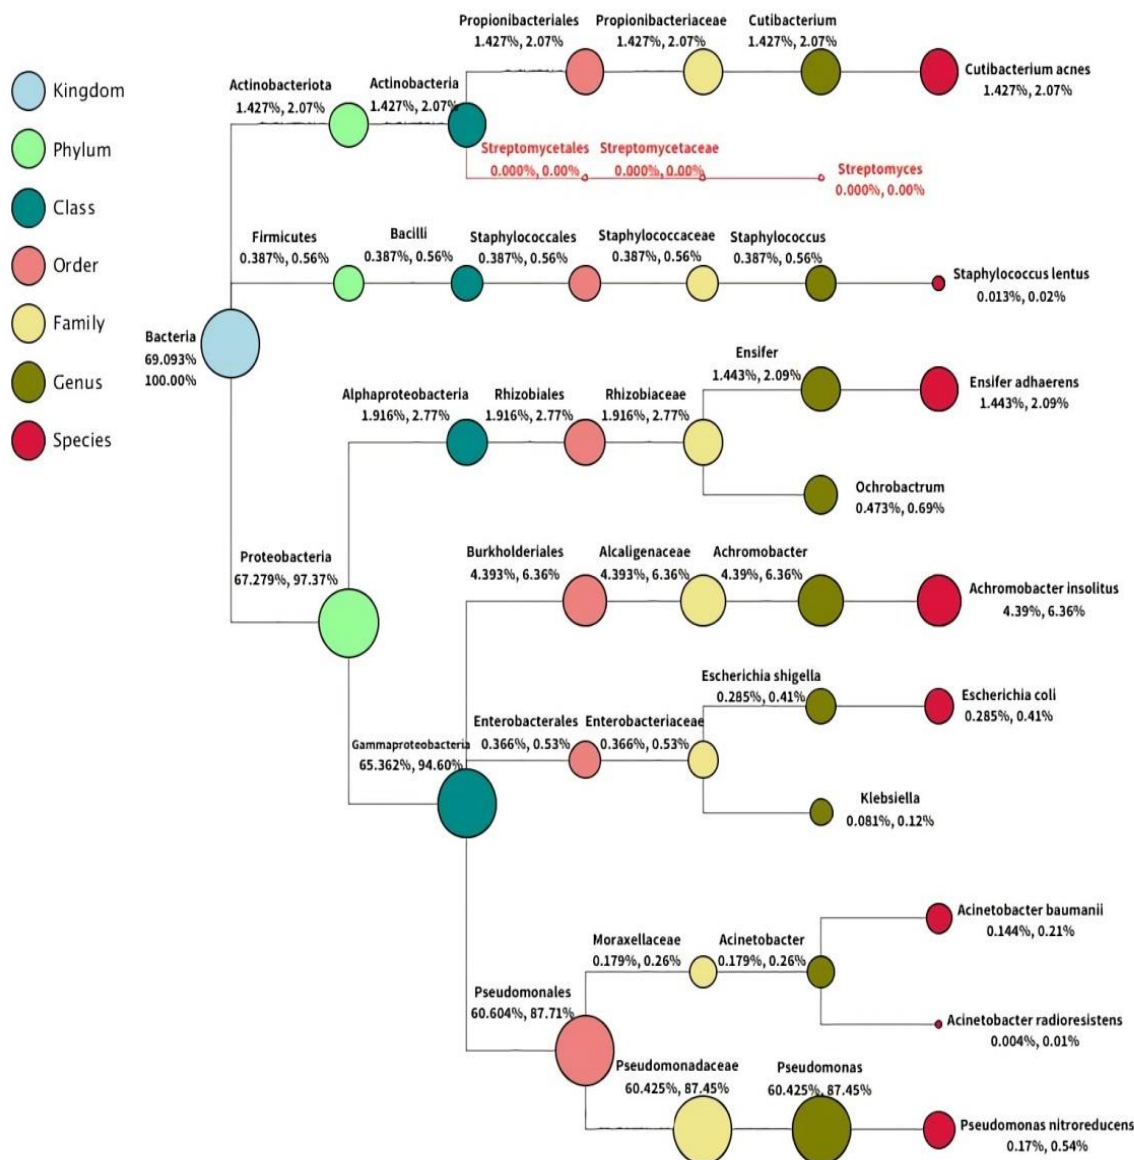 Kingdom
Phylum
Class
Order
Family
Genus
Species
Bacteria
69.093%
100.00%
Actinobacteriota
1.427%, 2.07%
Actinobacteria
1.427%, 2.07%
Propionibacteriales
1.427%, 2.07%
Propionibacteriaceae
1.427%, 2.07%
Cutibacterium
1.427%, 2.07%
Cutibacterium acnes
1.427%, 2.07%
Streptomycetales
0.000%, 0.00%
Streptomycetaceae
0.000%, 0.00%
Streptomyces
0.000%, 0.00%
Firmicutes
0.387%, 0.56%
Bacilli
0.387%, 0.56%
Staphylococcales
0.387%, 0.56%
Staphylococcaceae
0.387%, 0.56%
Staphylococcus
0.387%, 0.56%
Staphylococcus lentus
0.013%, 0.02%
Proteobacteria
67.279%, 97.37%
Alphaproteobacteria
1.916%, 2.77%
Rhizobiales
1.916%, 2.77%
Rhizobiaceae
1.916%, 2.77%
Ensifer
1.443%, 2.09%
Ensifer adhaerens
1.443%, 2.09%
Ochrobactrum
0.473%, 0.69%
Gammaproteobacteria
65.362%, 94.60%
Burkholderiales
4.393%, 6.36%
Alcaligenaceae
4.393%, 6.36%
Achromobacter
4.39%, 6.36%
Achromobacter insolitus
4.39%, 6.36%
Enterobacterales
0.366%, 0.53%
Enterobacteriaceae
0.366%, 0.53%
Escherichia shigella
0.285%, 0.41%
Escherichia coli
0.285%, 0.41%
Klebsiella
0.081%, 0.12%
Pseudomonales
60.604%, 87.71%
Moraxellaceae
0.179%, 0.26%
Acinetobacter
0.179%, 0.26%
Acinetobacter baumanii
0.144%, 0.21%
Acinetobacter radioresistens
0.004%, 0.01%
Pseudomonadaceae
60.425%, 87.45%
Pseudomonas
60.425%, 87.45%
Pseudomonas nitroreducens
0.17%, 0.54%